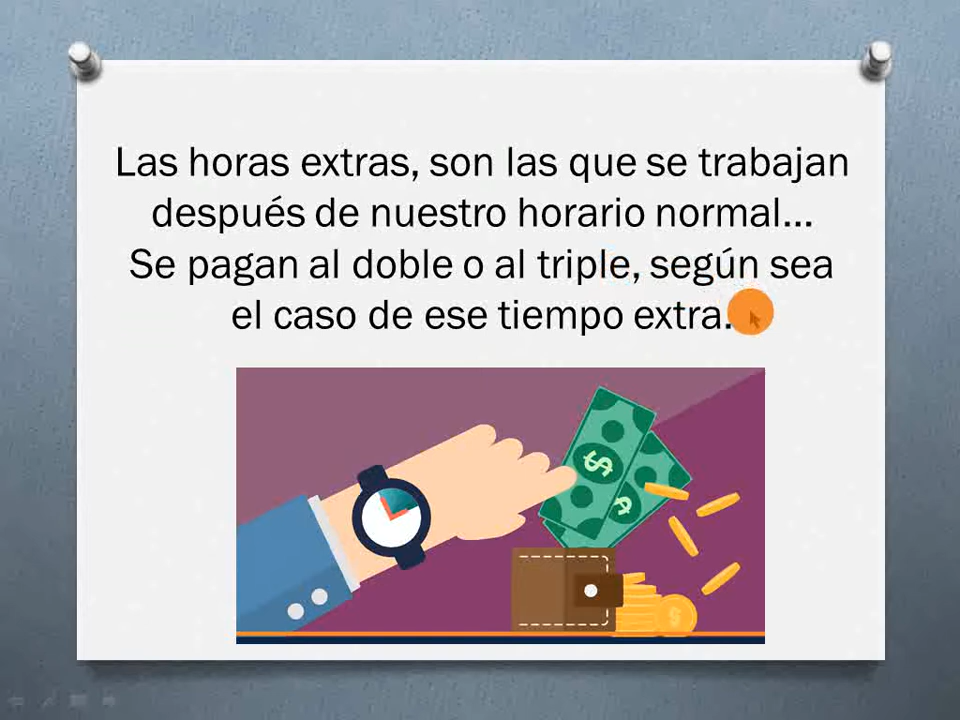 Las horas extras, son las que se trabajan
después de nuestro horario normal...
Se pagan al doble o al triple, según sea
el caso de ese tiempo extra.
$
$
$